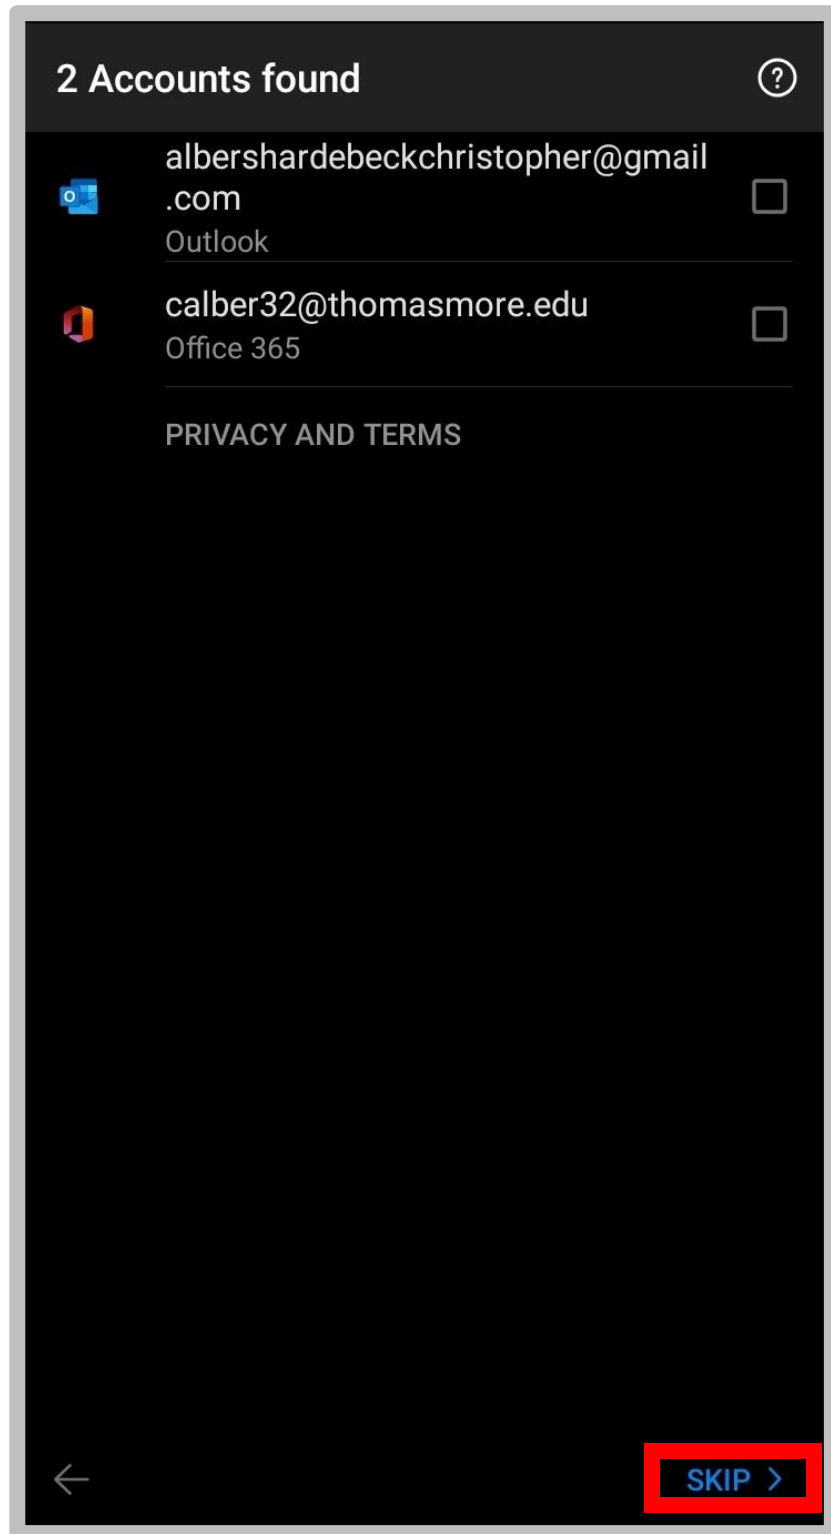 2 Accounts found
albershardebeckchristopher@gmail
.com
Outlook
calber32@thomasmore.edu
Office 365
PRIVACY AND TERMS
SKIP